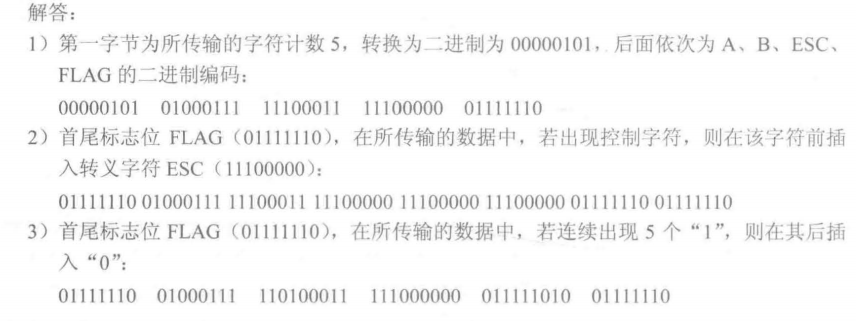 解答：
1）第一字节为所传输的字符计数 5，转换为二进制为 00000101，后面依次为 A、B、ESC、
FLAG 的二进制编码：
00000101 01000111 11100011 11100000 01111110
2）首尾标志位 FLAG（01111110），在所传输的数据中，若出现控制字符，则在该字符前插
入转义字符 ESC（11100000）：
01111110 01000111 11100011 11100000 11100000 11100000 01111110 01111110
3）首尾标志位 FLAG（01111110），在所传输的数据中，若连续出现 5 个“1”，则在其后插
入“0”：
01111110 01000111 110100011 111000000 011111010 01111110